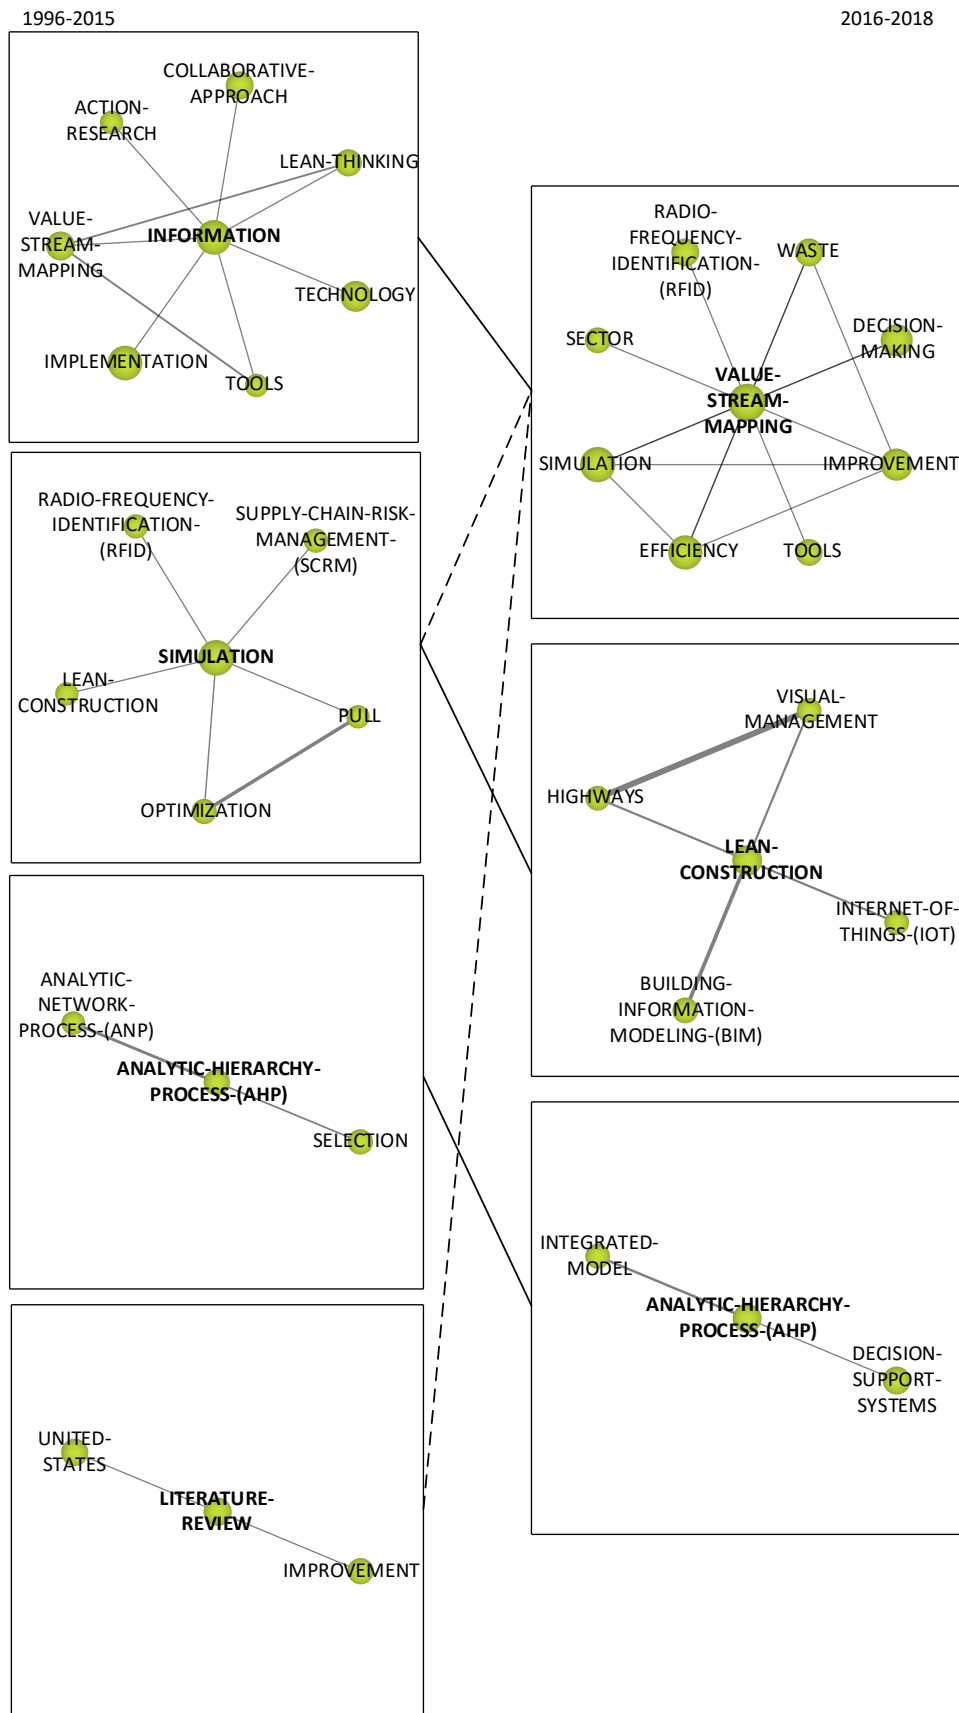 1996-2015
2016-2018
COLLABORATIVE-
APPROACH
ACTION-
RESEARCH
LEAN-THINKING
VALUE-
STREAM-
MAPPING
INFORMATION
TECHNOLOGY
IMPLEMENTATION
TOOLS
RADIO-FREQUENCY-
IDENTIFICATION-
(RFID)
SUPPLY-CHAIN-RISK-
MANAGEMENT-
(SCRM)
SIMULATION
LEAN-
CONSTRUCTION
PULL
OPTIMIZATION
ANALYTIC-
NETWORK-
PROCESS-(ANP)
ANALYTIC-HIERARCHY-
PROCESS-(AHP)
SELECTION
UNITED-
STATES
LITERATURE-
REVIEW
IMPROVEMENT
RADIO-
FREQUENCY-
IDENTIFICATION-
(RFID)
WASTE
SECTOR
DECISION-
MAKING
VALUE-
STREAM-
MAPPING
SIMULATION
IMPROVEMENT
EFFICIENCY
TOOLS
VISUAL-
MANAGEMENT
HIGHWAYS
LEAN-
CONSTRUCTION
INTERNET-OF-
THINGS-(IOT)
BUILDING-
INFORMATION-
MODELING-(BIM)
INTEGRATED-
MODEL
ANALYTIC-HIERARCHY-
PROCESS-(AHP)
DECISION-
SUPPORT-
SYSTEMS